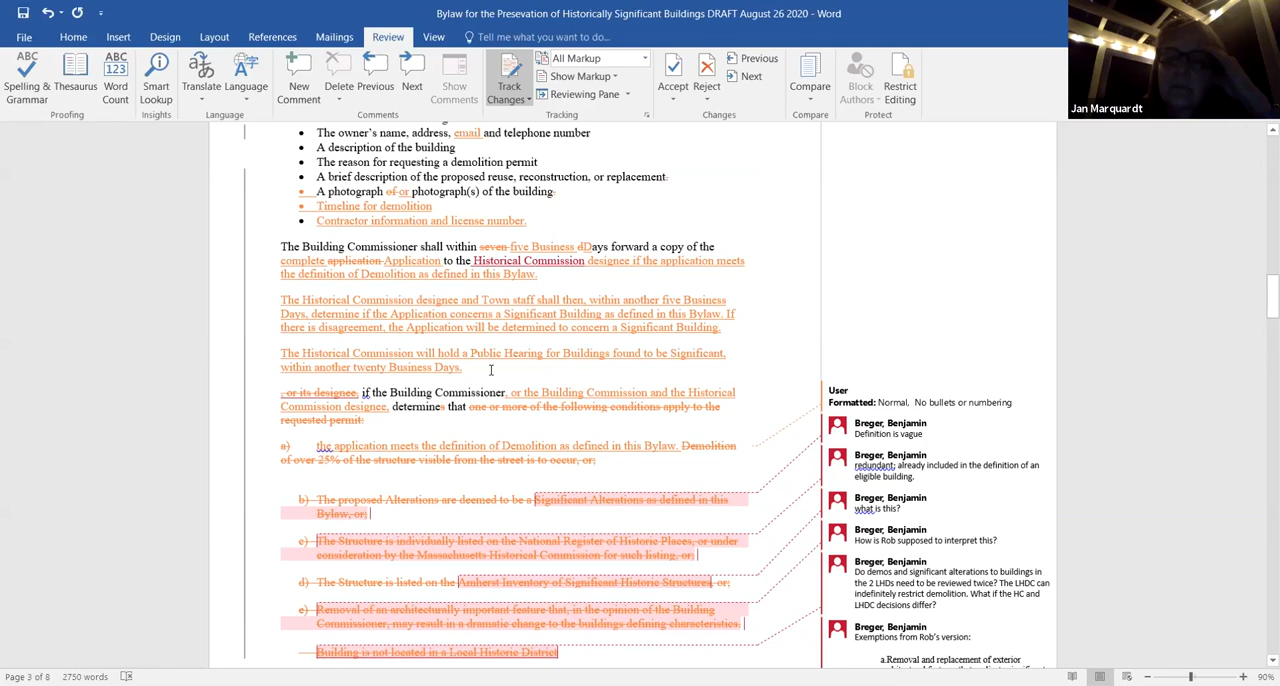 Bylaw for the Presevation of Historically Significant Buildings DRAFT August 26 2020 - Word
File Home Insert Design Layout References Mailings Review View Tell me what you want to do...
ABC
Spelling & Grammar
Thesaurus
ABC 123
Word Count
Proofing
Smart Lookup
Insights
Translate
Language
Language
New Comment
Delete
Previous
Next
Show Comments
Comments
Track Changes
All Markup
Show Markup
Reviewing Pane
Tracking
Accept
Reject
Previous
Next
Changes
Compare
Compare
Block Authors
Restrict Editing
Protect
Jan Marquardt
The owner's name, address, email and telephone number
A description of the building
The reason for requesting a demolition permit
A brief description of the proposed reuse, reconstruction, or replacement.
A photograph of or photograph(s) of the building.
Timeline for demolition
Contractor information and license number.
The Building Commissioner shall within seven five Business dDays forward a copy of the
complete application Application to the Historical Commission designee if the application meets
the definition of Demolition as defined in this Bylaw.
The Historical Commission designee and Town staff shall then, within another five Business
Days, determine if the Application concerns a Significant Building as defined in this Bylaw. If
there is disagreement, the Application will be determined to concern a Significant Building.
The Historical Commission will hold a Public Hearing for Buildings found to be Significant,
within another twenty Business Days.
, or its designee, if the Building Commissioner, or the Building Commission and the Historical
Commission designee, determines that one or more of the following conditions apply to the
requested permit:
a) the application meets the definition of Demolition as defined in this Bylaw. Demolition
of over 25% of the structure visible from the street is to occur, or;
b) The proposed Alterations are deemed to be a Significant Alterations as defined in this
Bylaw, or;
c) The Structure is individually listed on the National Register of Historic Places, or under
consideration by the Massachusetts Historical Commission for such listing, or;
d) The Structure is listed on the Amherst Inventory of Significant Historic Structures, or;
e) Removal of an architecturally important feature that, in the opinion of the Building
Commissioner, may result in a dramatic change to the buildings defining characteristics.
Building is not located in a Local Historic District
User
Formatted: Normal, No bullets or numbering
Breger, Benjamin
Definition is vague
Breger, Benjamin
redundant; already included in the definition of an
eligible building.
Breger, Benjamin
what is this?
Breger, Benjamin
How is Rob supposed to interpret this?
Breger, Benjamin
Do demos and significant alterations to buildings in
the 2 LHDs need to be reviewed twice? The LHDC can
indefinitely restrict demolition. What if the HC and
LHDC decisions differ?
Breger, Benjamin
Exemptions from Rob's version:
a.Removal and replacement of exterior
Page 3 of 8 2750 words
90%